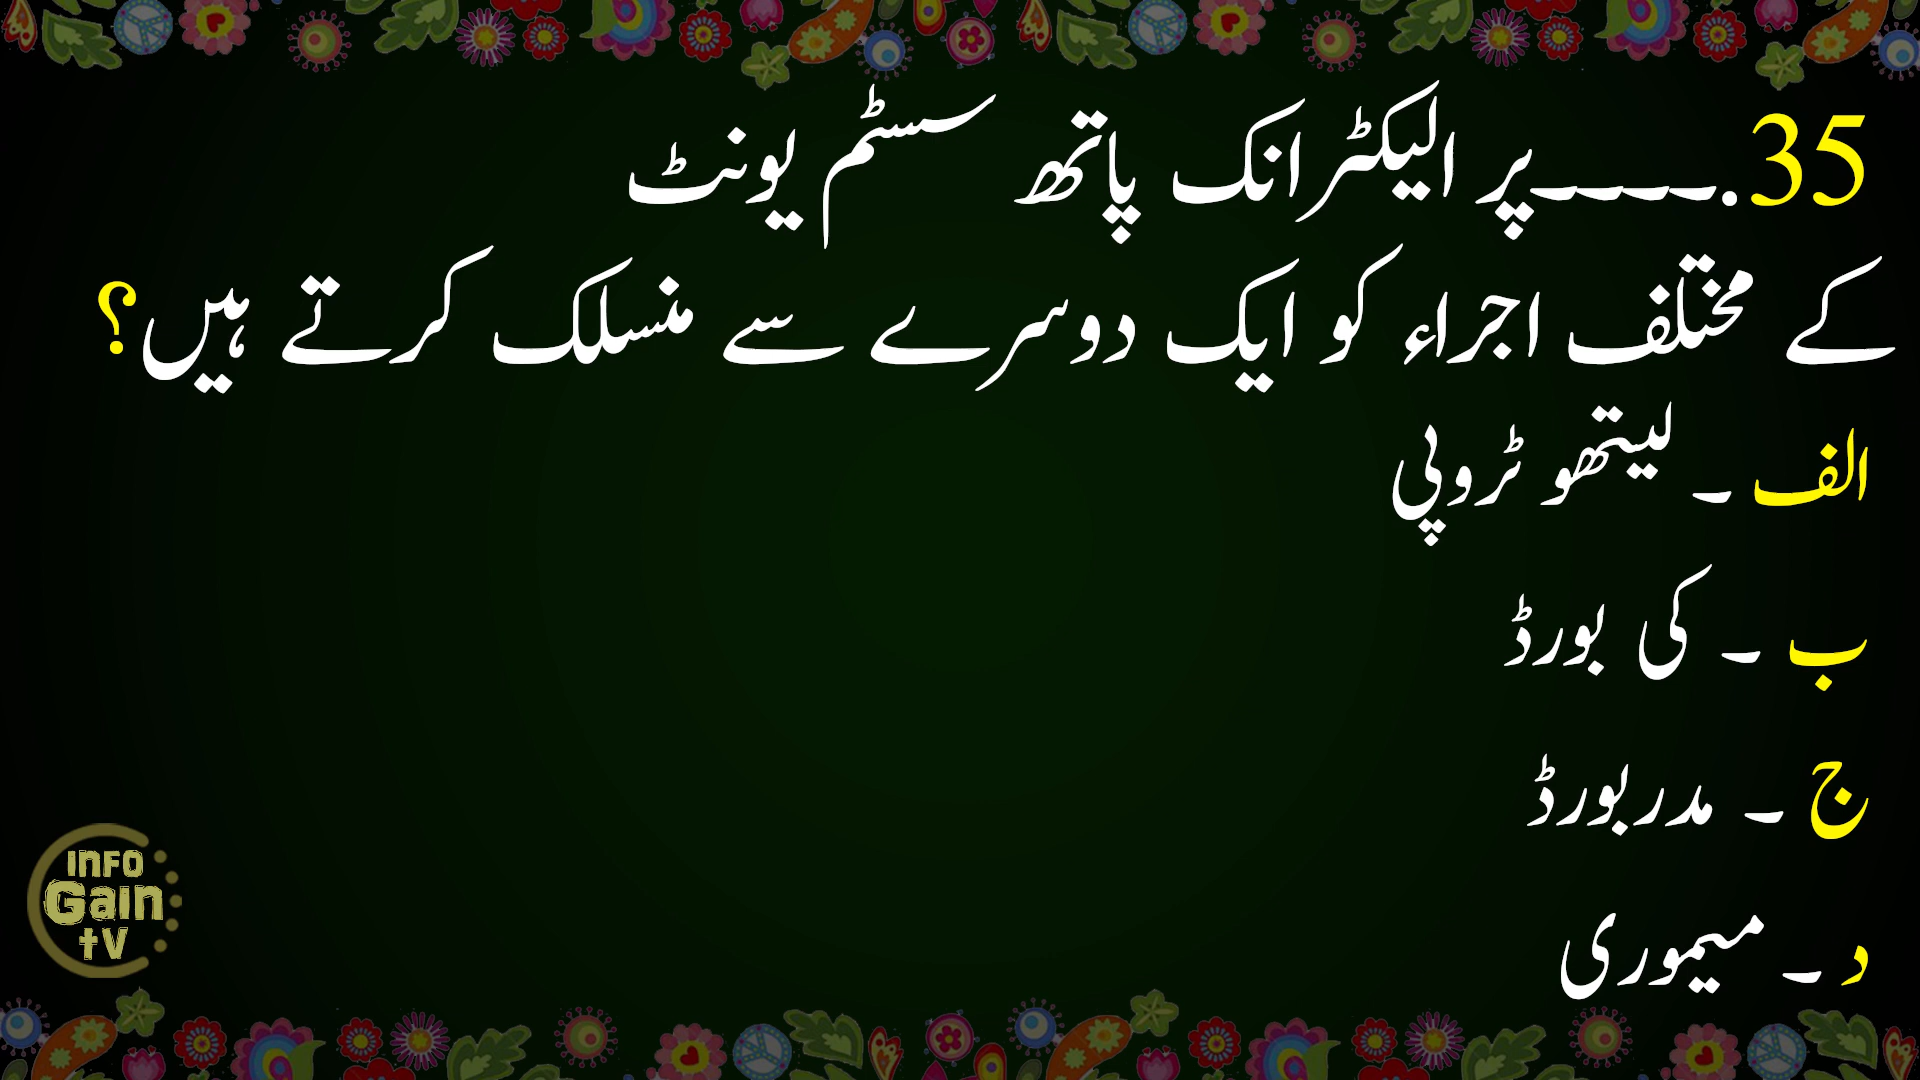 35.۔۔۔۔پر الیکٹرانک پاتھ سسٹم یونٹ
کے مختلف اجزاء کو ایک دوسرے سے منسلک کرتے ہیں؟
الف ۔ لیتھو ٹروپی
ب ۔ کی بورڈ
ج ۔ مدربورڈ
د ۔ میموری
INFO
Gain
tV